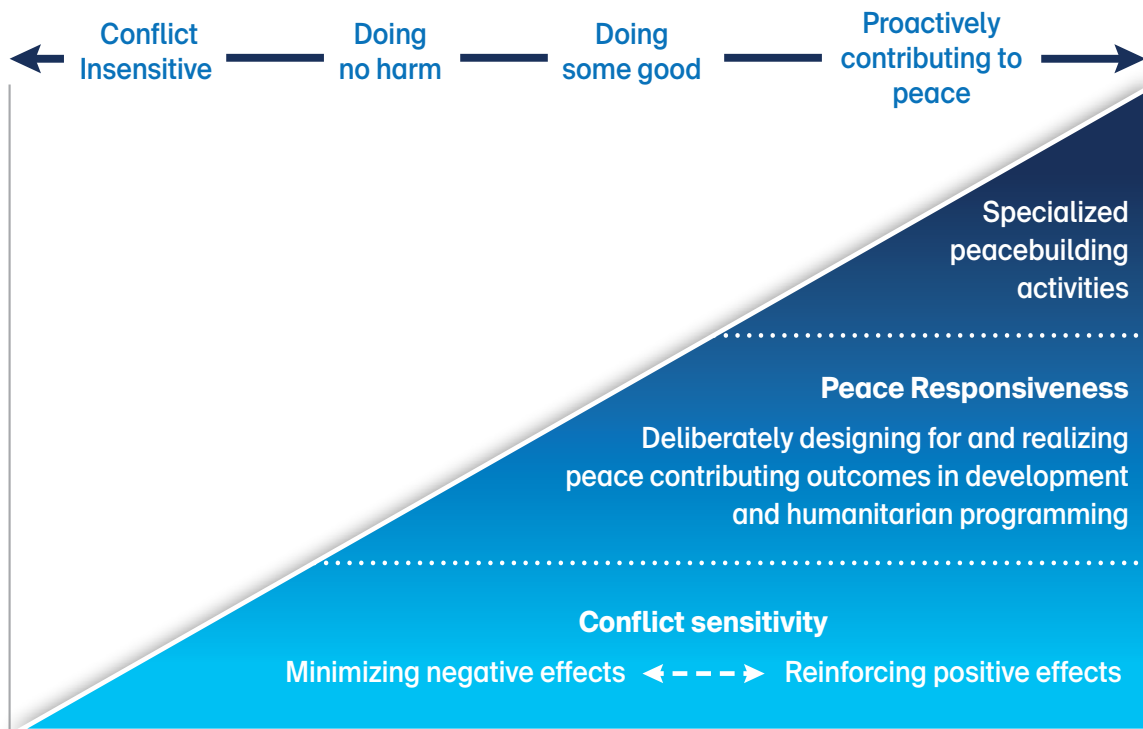 Conflict
Insensitive
Doing
no harm
Doing
some good
Proactively
contributing to
peace
Specialized
peacebuilding
activities
Peace Responsiveness
Deliberately designing for and realizing
peace contributing outcomes in development
and humanitarian programming
Conflict sensitivity
Minimizing negative effects
Reinforcing positive effects